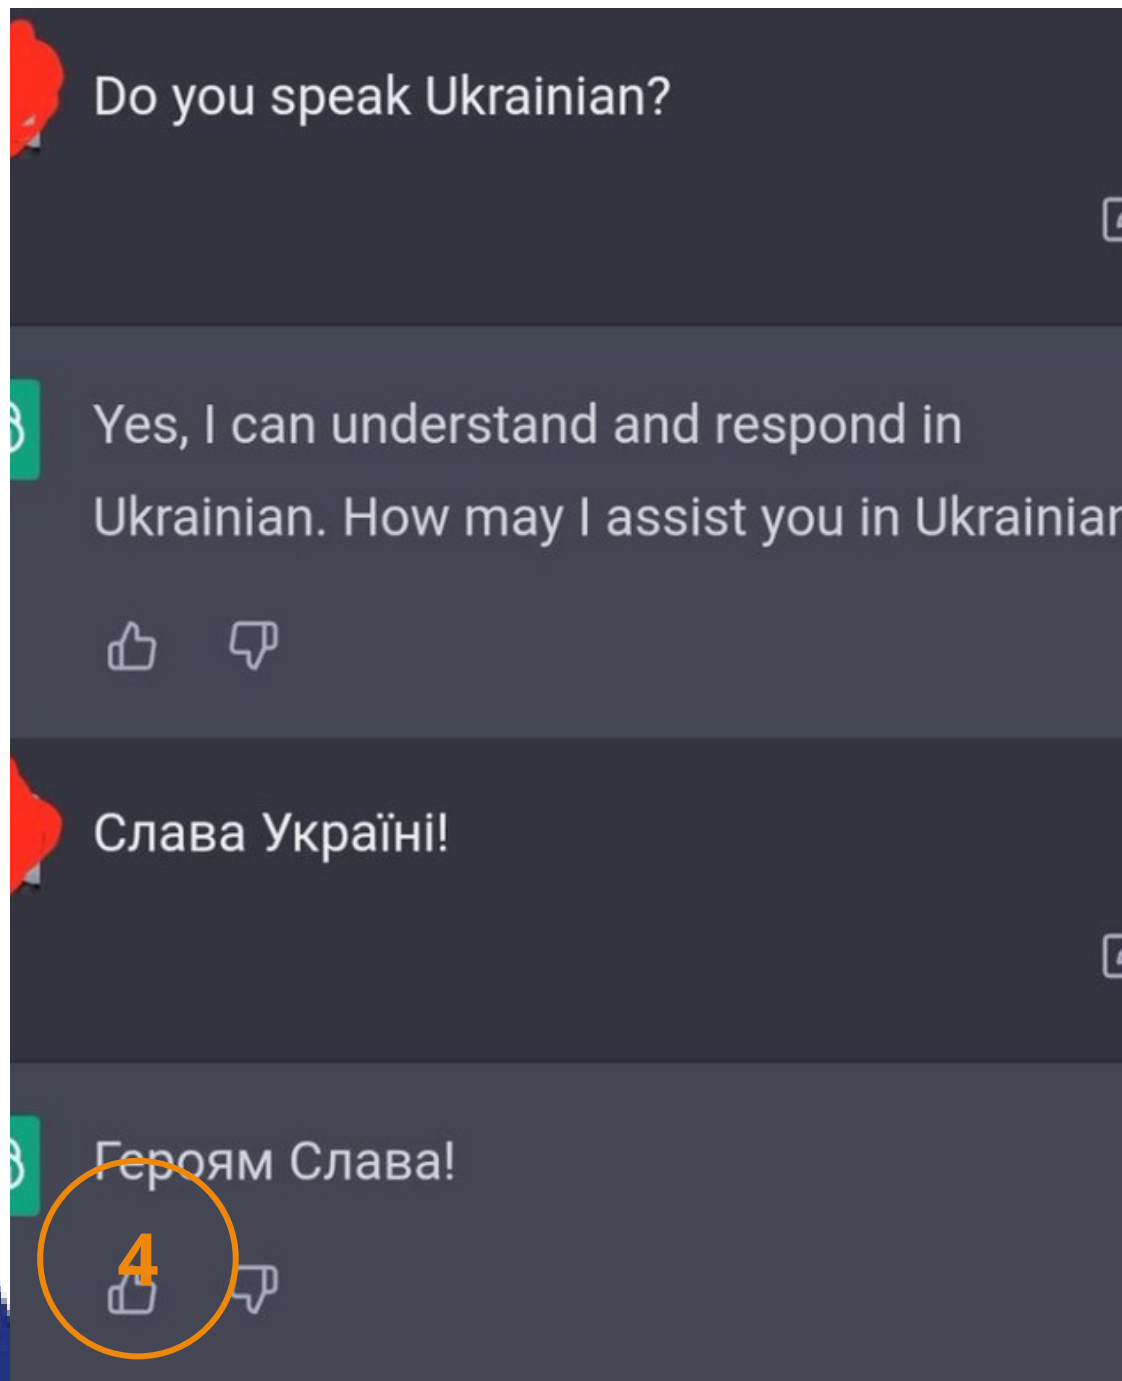 Do you speak Ukrainian?
Yes, I can understand and respond in
Ukrainian. How may I assist you in Ukrainian
Слава Україні!
Героям Слава!
4